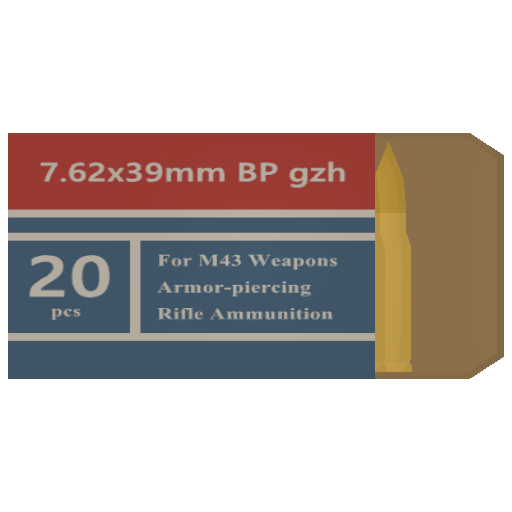 7.62x39mm BP gzh
20
pcs
For M43 Weapons
Armor-piercing
Rifle Ammunition